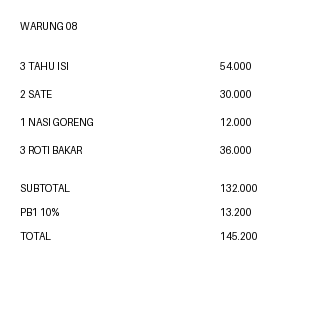 WARUNG 08
3 TAHU ISI 54.000
2 SATE 30.000
1 NASI GORENG 12.000
3 ROTI BAKAR 36.000
SUBTOTAL 132.000
PB1 10% 13.200
TOTAL 145.200